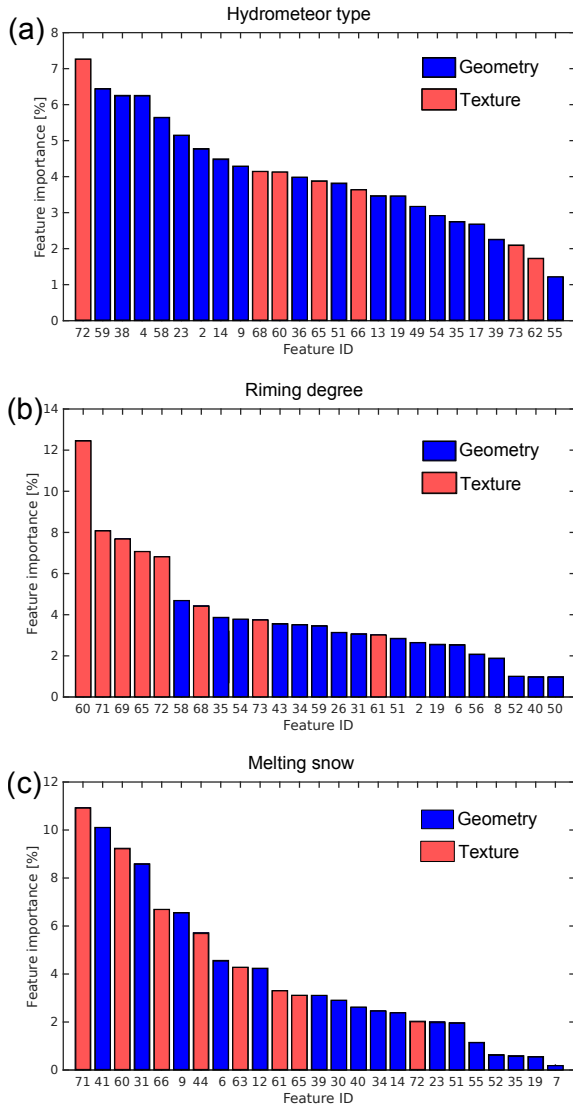 (a)
Hydrometeor type
Feature importance [%]
8
7
6
5
4
3
2
1
0
Geometry
Texture
72 59 38 4 58 23 2 14 9 68 60 36 65 51 66 13 19 49 54 35 17 39 73 62 55
Feature ID
(b)
Riming degree
Feature importance [%]
14
12
10
8
6
4
2
0
Geometry
Texture
60 71 69 65 72 58 68 35 54 73 43 34 59 26 31 61 51 2 19 6 56 8 52 40 50
Feature ID
(c)
Melting snow
Feature importance [%]
12
10
8
6
4
2
0
Geometry
Texture
71 41 60 31 66 9 44 6 63 12 61 65 39 30 40 34 14 72 23 51 55 52 35 19 7
Feature ID